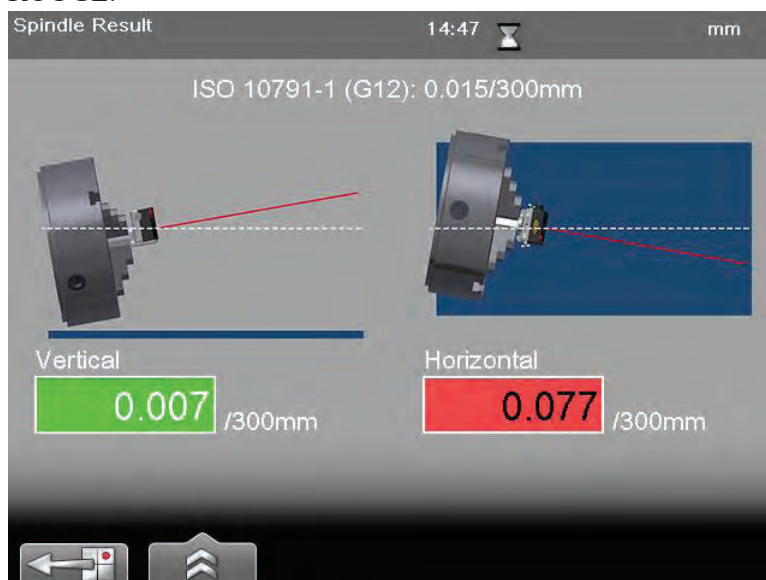 Spindle Result 14:47 mm
ISO 10791-1 (G12): 0.015/300mm
Vertical Horizontal
0.007 /300mm 0.077 /300mm